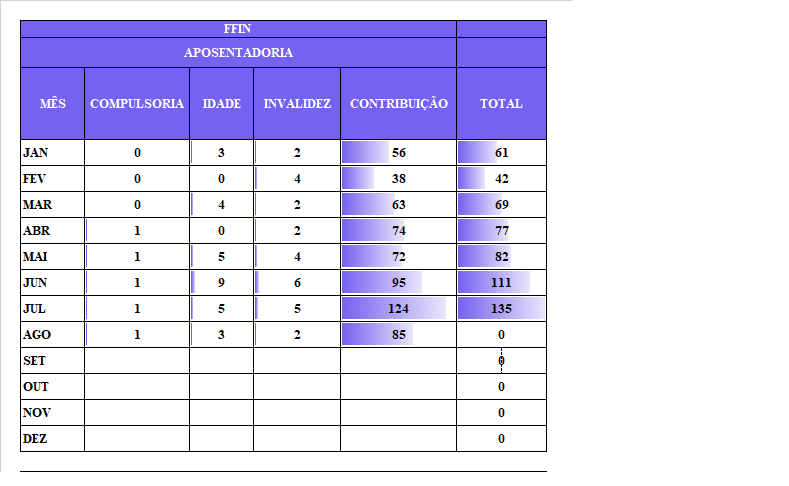 FFIN
APOSENTADORIA
MÊS COMPULSORIA IDADE INVALIDEZ CONTRIBUIÇÃO TOTAL
JAN 0 3 2 56 61
FEV 0 0 4 38 42
MAR 0 4 2 63 69
ABR 1 0 2 74 77
MAI 1 5 4 72 82
JUN 1 9 6 95 111
JUL 1 5 5 124 135
AGO 1 3 2 85 0
SET 0
OUT 0
NOV 0
DEZ 0